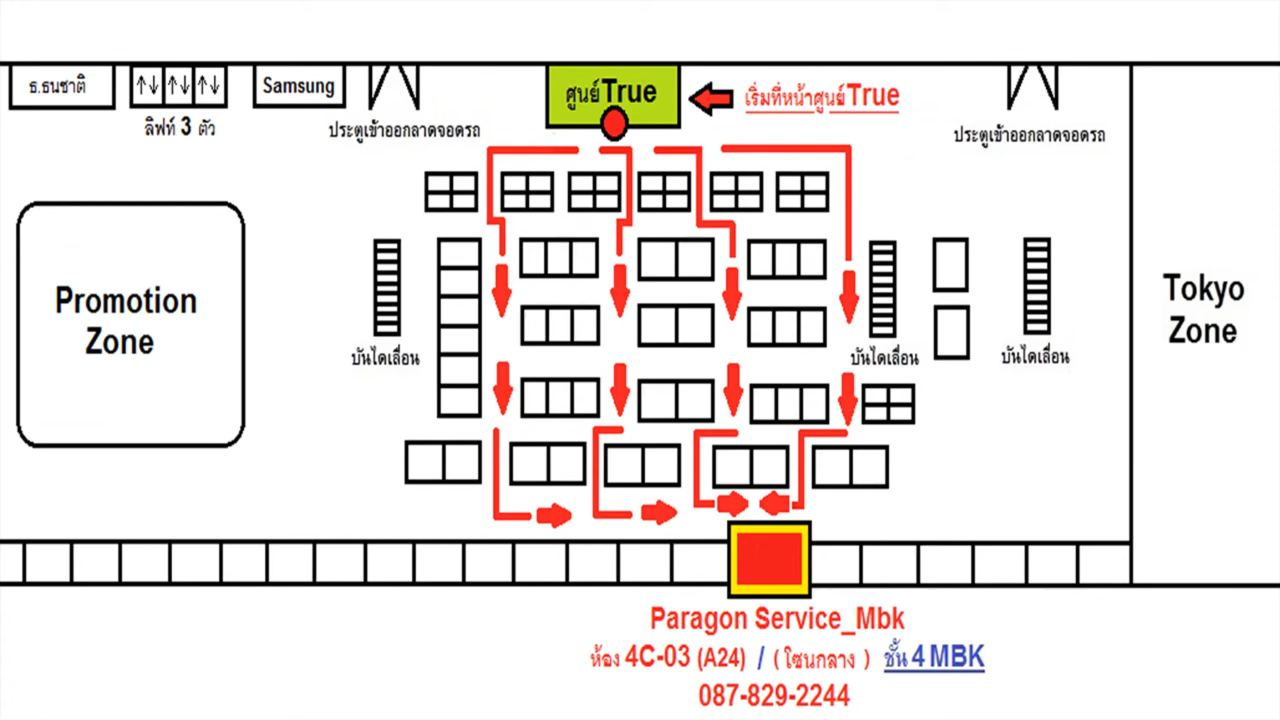 ธ.ธนชาติ
ลิฟท์ 3 ตัว
Samsung
ประตูเข้าออกลาดจอดรถ
ศูนย์ True
เริ่มที่หน้าศูนย์ True
ประตูเข้าออกลาดจอดรถ
Promotion
Zone
บันไดเลื่อน
บันไดเลื่อน
บันไดเลื่อน
Tokyo
Zone
Paragon Service_Mbk
ห้อง 4C-03 (A24) / ( โซนกลาง ) ชั้น 4 MBK
087-829-2244